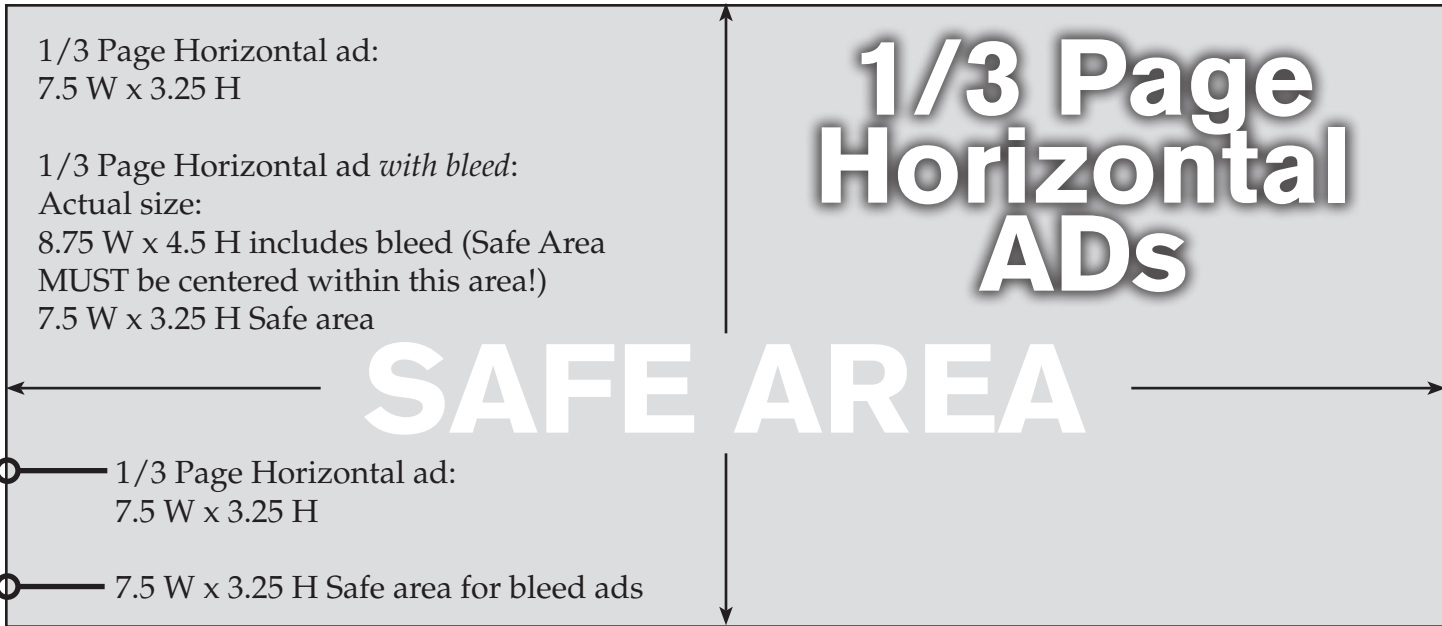 1/3 Page Horizontal ad:
7.5 W x 3.25 H
1/3 Page Horizontal ad with bleed:
Actual size:
8.75 W x 4.5 H includes bleed (Safe Area
MUST be centered within this area!)
7.5 W x 3.25 H Safe area
1/3 Page
Horizontal
ADs
SAFE AREA
1/3 Page Horizontal ad:
7.5 W x 3.25 H
7.5 W x 3.25 H Safe area for bleed ads